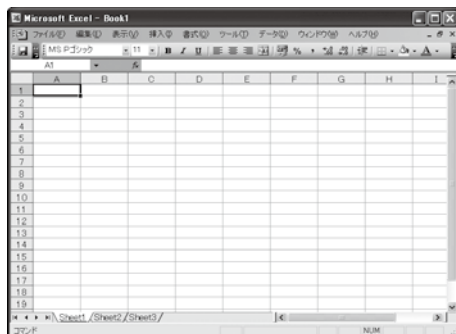 Microsoft Excel - Book1
ファイル(F) 編集(E) 表示(V) 挿入(I) 書式(O) ツール(T) データ(D) ウィンドウ(W) ヘルプ(H)
MS Pゴシック 11 B I U % ,
A1 fx
A B C D E F G H I
1
2
3
4
5
6
7
8
9
10
11
12
13
14
15
16
17
18
19
Sheet1 / Sheet2 / Sheet3 /
コマンド NUM